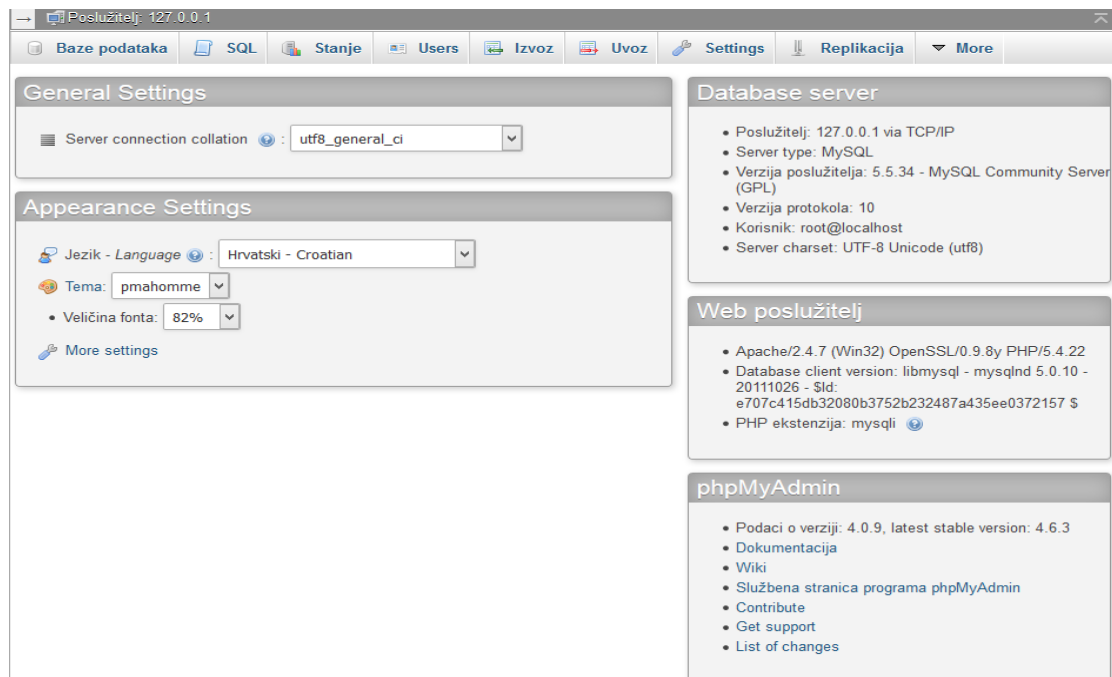 Poslužitelj: 127.0.0.1
Baze podataka SQL Stanje Users Izvoz Uvoz Settings Replikacija More
General Settings
Server connection collation : utf8_general_ci
Appearance Settings
Jezik - Language : Hrvatski - Croatian
Tema: pmahomme
• Veličina fonta: 82%
More settings
Database server
• Poslužitelj: 127.0.0.1 via TCP/IP
• Server type: MySQL
• Verzija poslužitelja: 5.5.34 - MySQL Community Server
(GPL)
• Verzija protokola: 10
• Korisnik: root@localhost
• Server charset: UTF-8 Unicode (utf8)
Web poslužitelj
• Apache/2.4.7 (Win32) OpenSSL/0.9.8y PHP/5.4.22
• Database client version: libmysql - mysqlnd 5.0.10 -
20111026 - $Id:
e707c415db32080b3752b232487a435ee0372157 $
• PHP ekstenzija: mysqli
phpMyAdmin
• Podaci o verziji: 4.0.9, latest stable version: 4.6.3
• Dokumentacija
• Wiki
• Službena stranica programa phpMyAdmin
• Contribute
• Get support
• List of changes